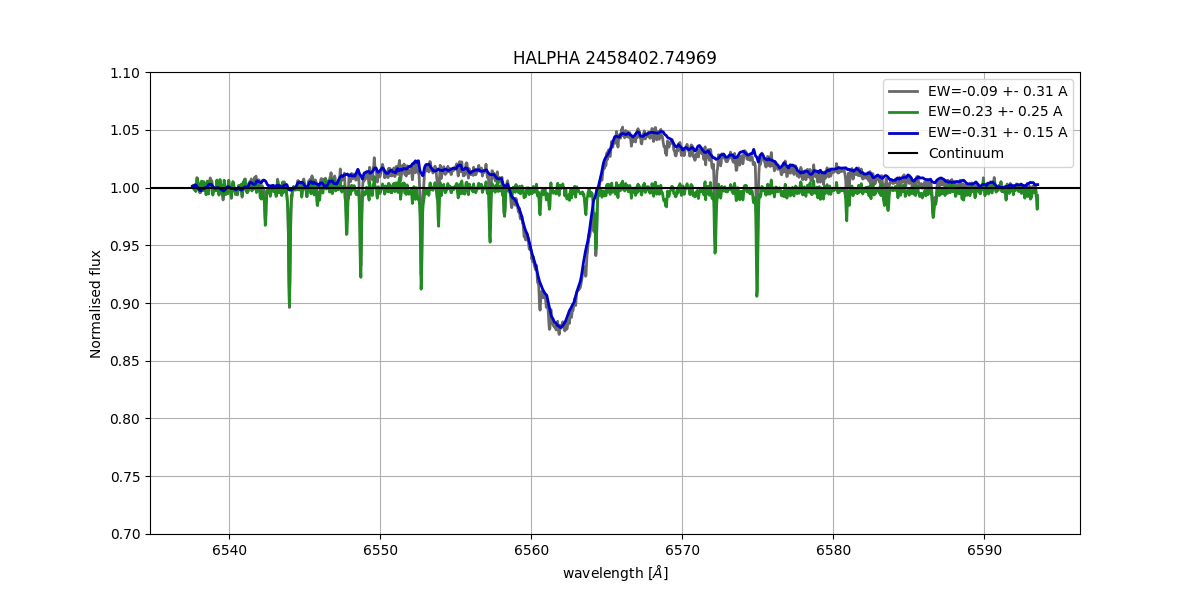 HALPHA 2458402.74969
1.10
1.05
1.00
0.95
0.90
0.85
0.80
0.75
0.70
Normalised flux
EW=-0.09 +- 0.31 A
EW=0.23 +- 0.25 A
EW=-0.31 +- 0.15 A
Continuum
6540 6550 6560 6570 6580 6590
wavelength [Å]